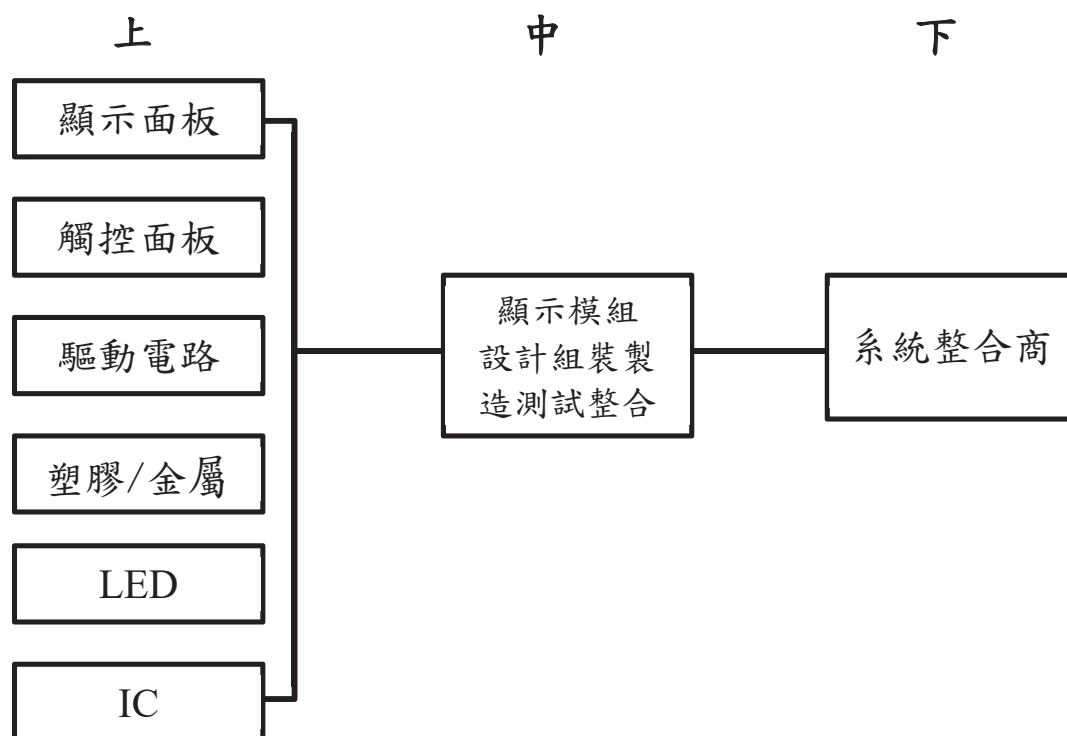 上 中 下
顯示面板
觸控面板
驅動電路
塑膠/金屬
LED
IC
顯示模組
設計組裝製
造測試整合
系統整合商